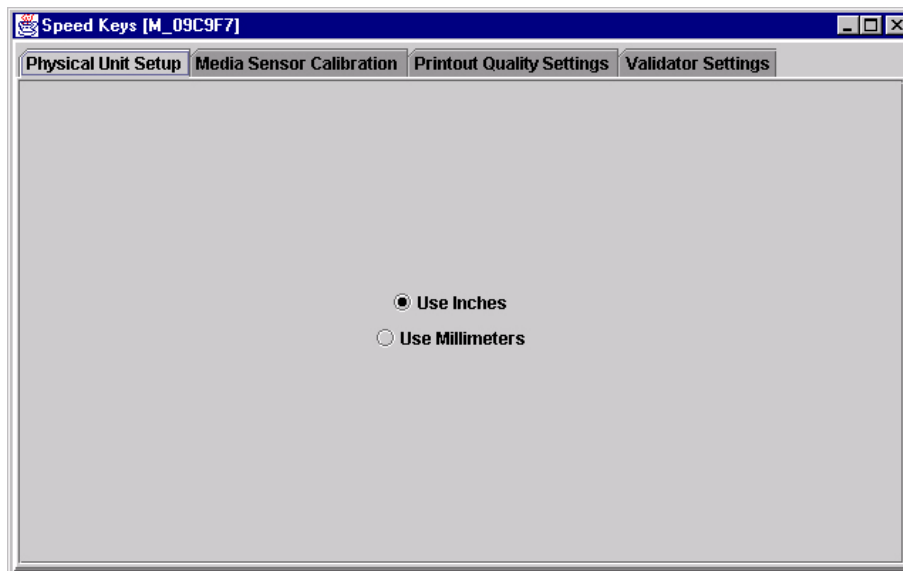 Speed Keys [M_09C9F7]
Physical Unit Setup Media Sensor Calibration Printout Quality Settings Validator Settings
Use Inches
Use Millimeters